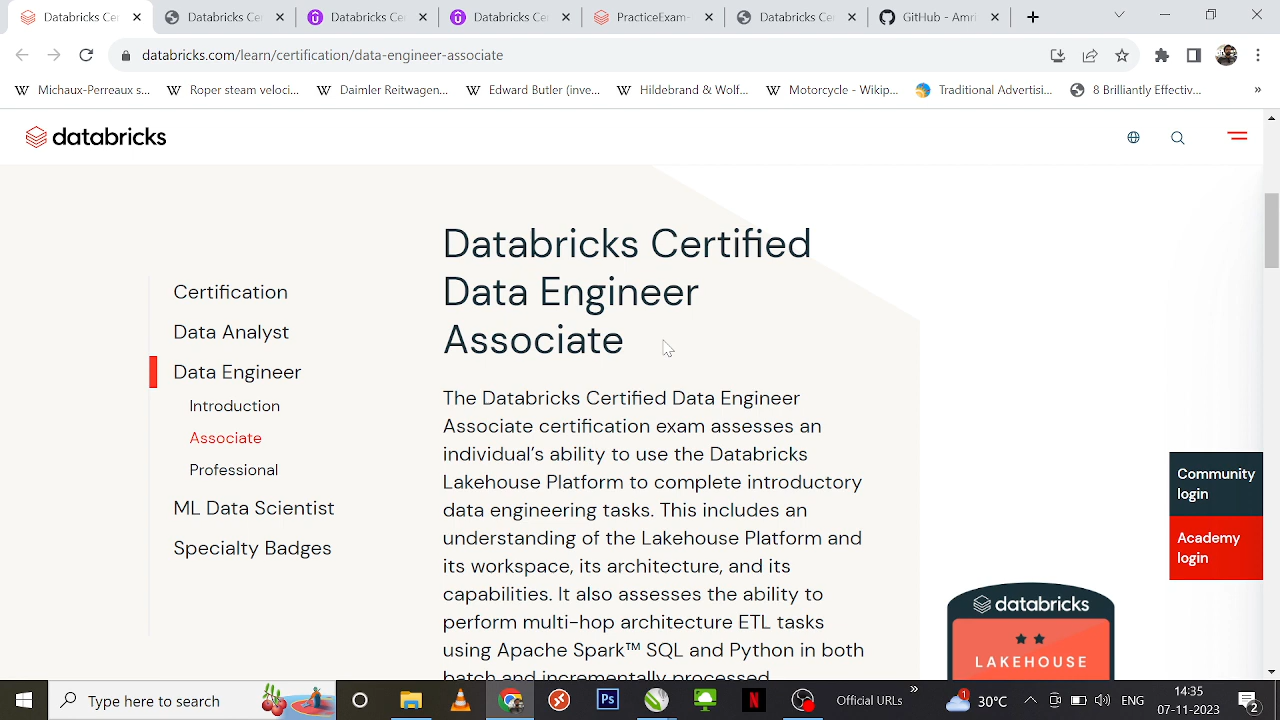 Databricks Ce
Databricks Ce
Databricks Ce
Databricks Ce
PracticeExam-
Databricks Ce
GitHub - Amri
databricks.com/learn/certification/data-engineer-associate
Michaux-Perreaux s...
Roper steam veloci...
Daimler Reitwagen...
Edward Butler (inve...
Hildebrand & Wolf...
Motorcycle - Wikip...
Traditional Advertisi...
8 Brilliantly Effectiv...
»
databricks
Databricks Certified
Data Engineer
Associate
Certification
Data Analyst
Data Engineer
Introduction
Associate
Professional
ML Data Scientist
Specialty Badges
The Databricks Certified Data Engineer
Associate certification exam assesses an
individual’s ability to use the Databricks
Lakehouse Platform to complete introductory
data engineering tasks. This includes an
understanding of the Lakehouse Platform and
its workspace, its architecture, and its
capabilities. It also assesses the ability to
perform multi-hop architecture ETL tasks
using Apache Spark™ SQL and Python in both
batch and incrementally processed
Community
login
Academy
login
databricks
LAKEHOUSE
Type here to search
Official URLs
»
1
30°C
ENG
14:35
07-11-2023
2